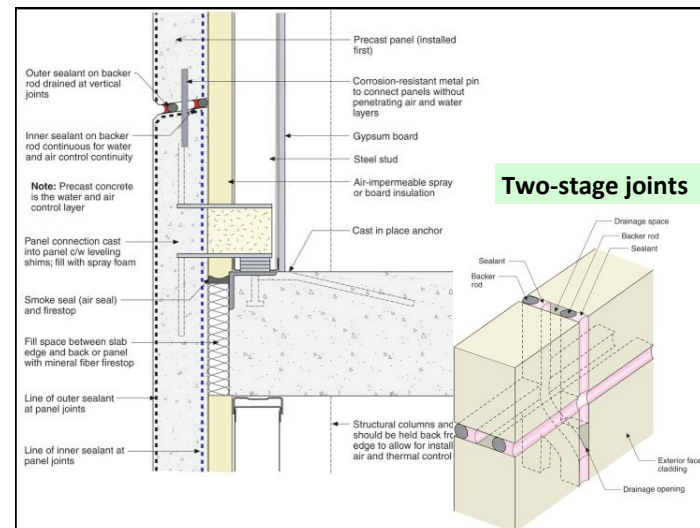 Outer sealant on backer
rod drained at vertical
joints
Inner sealant on backer
rod continuous for water
and air control continuity
Note: Precast concrete
is the water and air
control layer
Panel connection cast
into panel c/w leveling
shims; fill with spray foam
Smoke seal (air seal)
and firestop
Fill space between slab
edge and back or panel
with mineral fiber firestop
Line of outer sealant
at panel joints
Line of inner sealant at
panel joints
Precast panel (installed
first)
Corrosion-resistant metal pin
to connect panels without
penetrating air and water
layers
Gypsum board
Steel stud
Air-impermeable spray
or board insulation
Cast in place anchor
Structural columns and
should be held back fro
edge to allow for install
air and thermal control
Two-stage joints
Drainage space
Backer rod
Sealant
Sealant
Backer
rod
Exterior face
cladding
Drainage opening